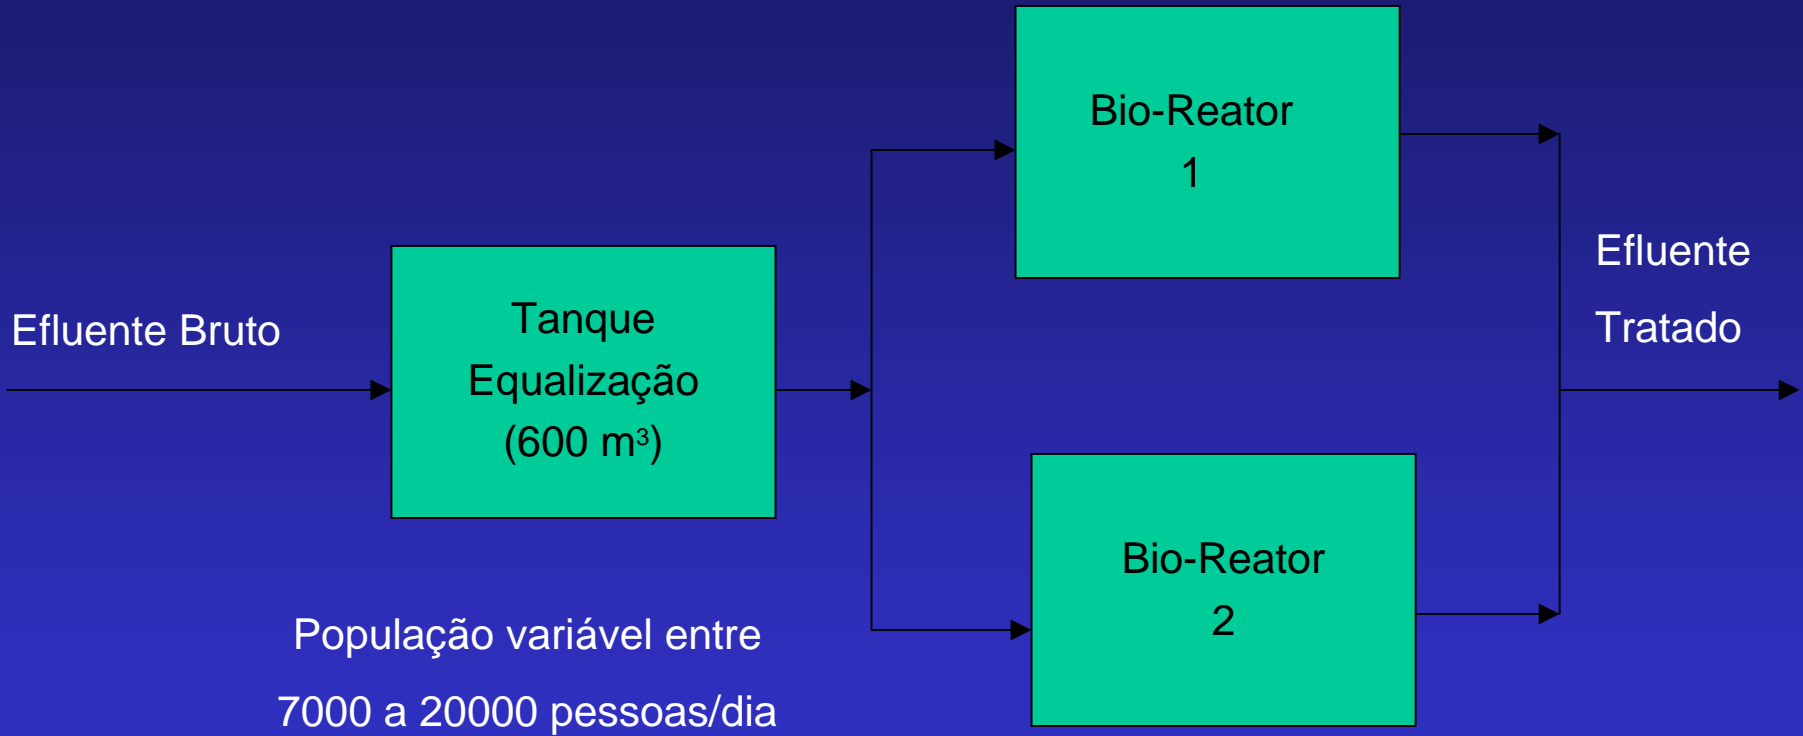 Efluente Bruto
Tanque
Equalização
(600 m³)
População variável entre
7000 a 20000 pessoas/dia
Bio-Reator
1
Bio-Reator
2
Efluente
Tratado